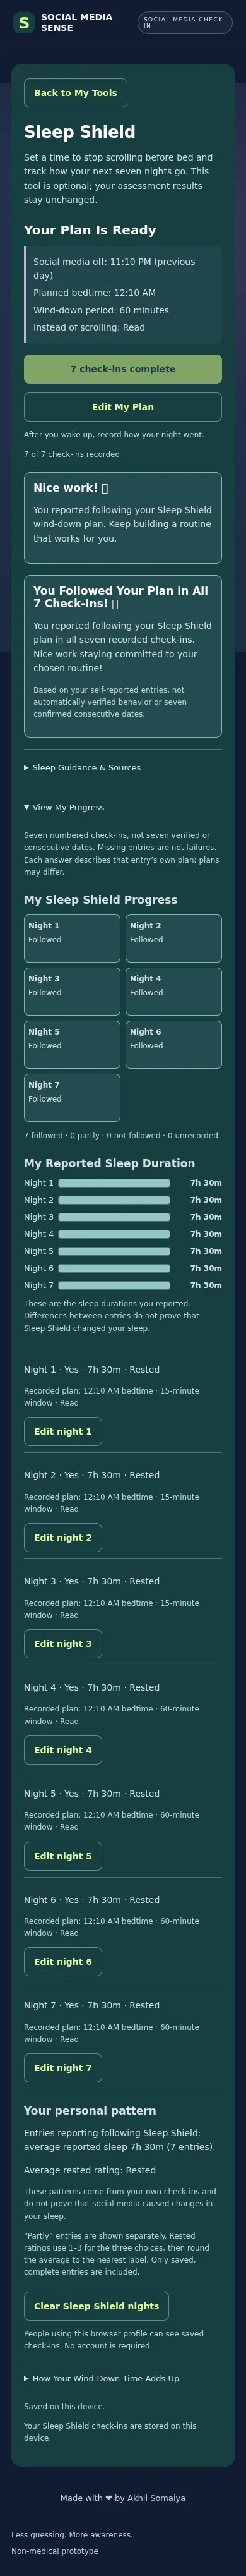 S
SOCIAL MEDIA
SENSE
SOCIAL MEDIA CHECK-
IN
Back to My Tools
Sleep Shield
Set a time to stop scrolling before bed and
track how your next seven nights go. This
tool is optional; your assessment results
stay unchanged.
Your Plan Is Ready
Social media off: 11:10 PM (previous
day)
Planned bedtime: 12:10 AM
Wind-down period: 60 minutes
Instead of scrolling: Read
7 check-ins complete
Edit My Plan
After you wake up, record how your night went.
7 of 7 check-ins recorded
Nice work!
You reported following your Sleep Shield
wind-down plan. Keep building a routine
that works for you.
You Followed Your Plan in All
7 Check-Ins!
You reported following your Sleep Shield
plan in all seven recorded check-ins.
Nice work staying committed to your
chosen routine!
Based on your self-reported entries, not
automatically verified behavior or seven
confirmed consecutive dates.
▶ Sleep Guidance & Sources
▼ View My Progress
Seven numbered check-ins, not seven verified or
consecutive dates. Missing entries are not failures.
Each answer describes that entry's own plan; plans
may differ.
My Sleep Shield Progress
Night 1
Followed
Night 2
Followed
Night 3
Followed
Night 4
Followed
Night 5
Followed
Night 6
Followed
Night 7
Followed
7 followed · 0 partly · 0 not followed · 0 unrecorded
My Reported Sleep Duration
Night 1 7h 30m
Night 2 7h 30m
Night 3 7h 30m
Night 4 7h 30m
Night 5 7h 30m
Night 6 7h 30m
Night 7 7h 30m
These are the sleep durations you reported.
Differences between entries do not prove that
Sleep Shield changed your sleep.
Night 1 · Yes · 7h 30m · Rested
Recorded plan: 12:10 AM bedtime · 15-minute
window · Read
Edit night 1
Night 2 · Yes · 7h 30m · Rested
Recorded plan: 12:10 AM bedtime · 15-minute
window · Read
Edit night 2
Night 3 · Yes · 7h 30m · Rested
Recorded plan: 12:10 AM bedtime · 15-minute
window · Read
Edit night 3
Night 4 · Yes · 7h 30m · Rested
Recorded plan: 12:10 AM bedtime · 60-minute
window · Read
Edit night 4
Night 5 · Yes · 7h 30m · Rested
Recorded plan: 12:10 AM bedtime · 60-minute
window · Read
Edit night 5
Night 6 · Yes · 7h 30m · Rested
Recorded plan: 12:10 AM bedtime · 60-minute
window · Read
Edit night 6
Night 7 · Yes · 7h 30m · Rested
Recorded plan: 12:10 AM bedtime · 60-minute
window · Read
Edit night 7
Your personal pattern
Entries reporting following Sleep Shield:
average reported sleep 7h 30m (7 entries).
Average rested rating: Rested
These patterns come from your own check-ins and
do not prove that social media caused changes in
your sleep.
"Partly" entries are shown separately. Rested
ratings use 1–3 for the three choices, then round
the average to the nearest label. Only saved,
complete entries are included.
Clear Sleep Shield nights
People using this browser profile can see saved
check-ins. No account is required.
▶ How Your Wind-Down Time Adds Up
Saved on this device.
Your Sleep Shield check-ins are stored on this
device.
Made with ❤ by Akhil Somaiya
Less guessing. More awareness.
Non-medical prototype